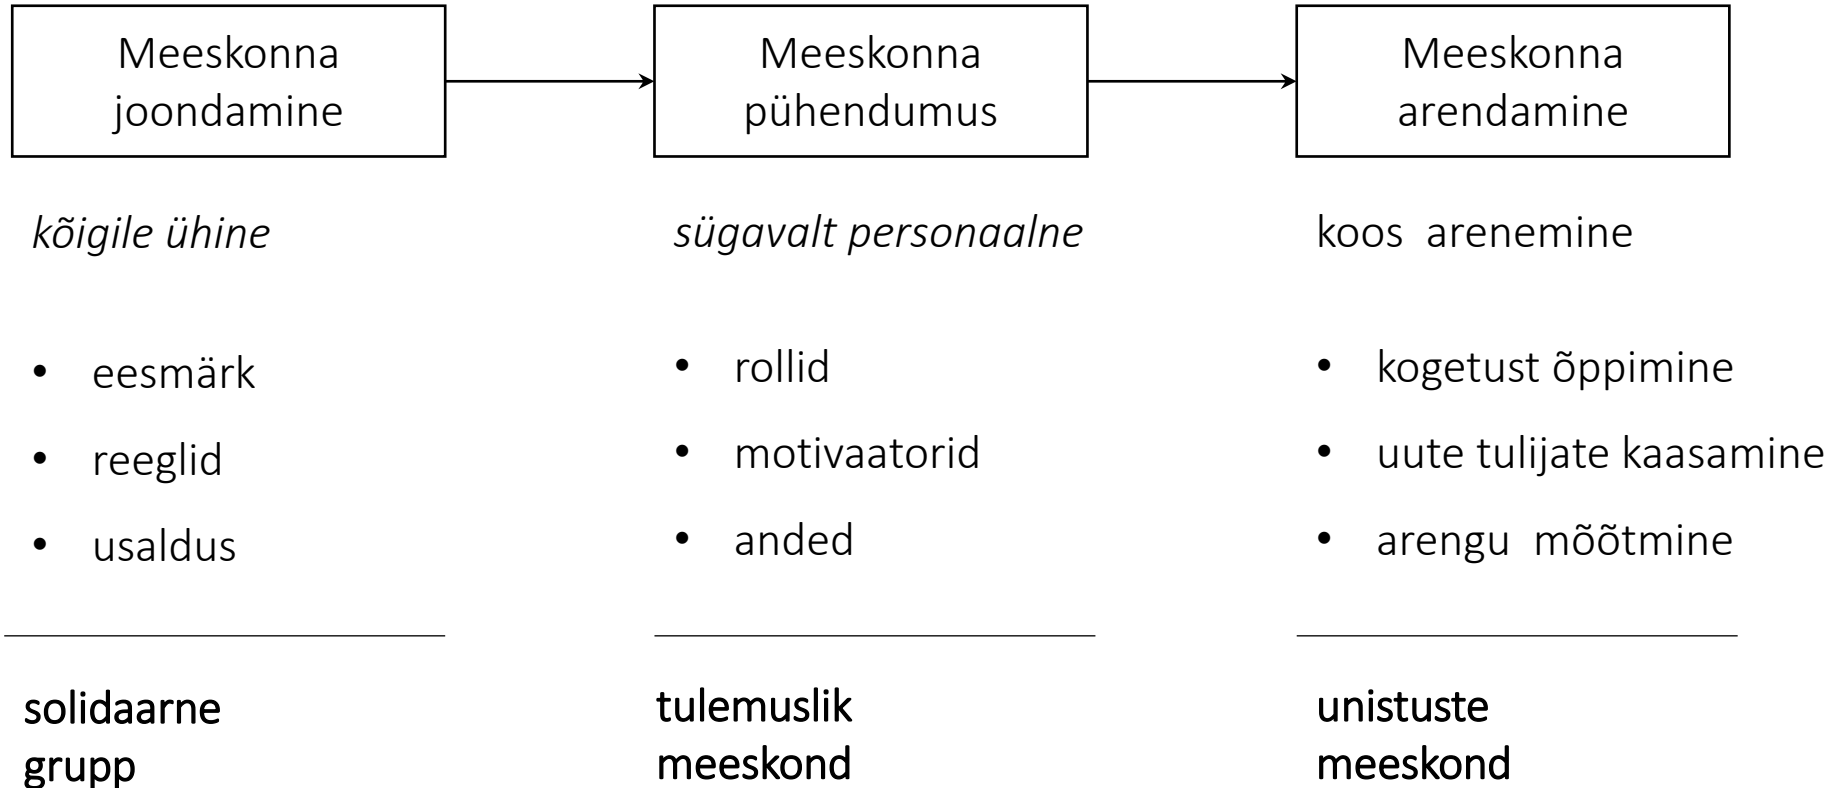 Meeskonna
joondamine
Meeskonna
pühendumus
Meeskonna
arendamine
kõigile ühine
sügavalt personaalne
koos arenemine
• eesmärk
• reeglid
• usaldus
• rollid
• motivaatorid
• anded
• kogetust õppimine
• uute tulijate kaasamine
• arengu mõõtmine
solidaarne
grupp
tulemuslik
meeskond
unistuste
meeskond